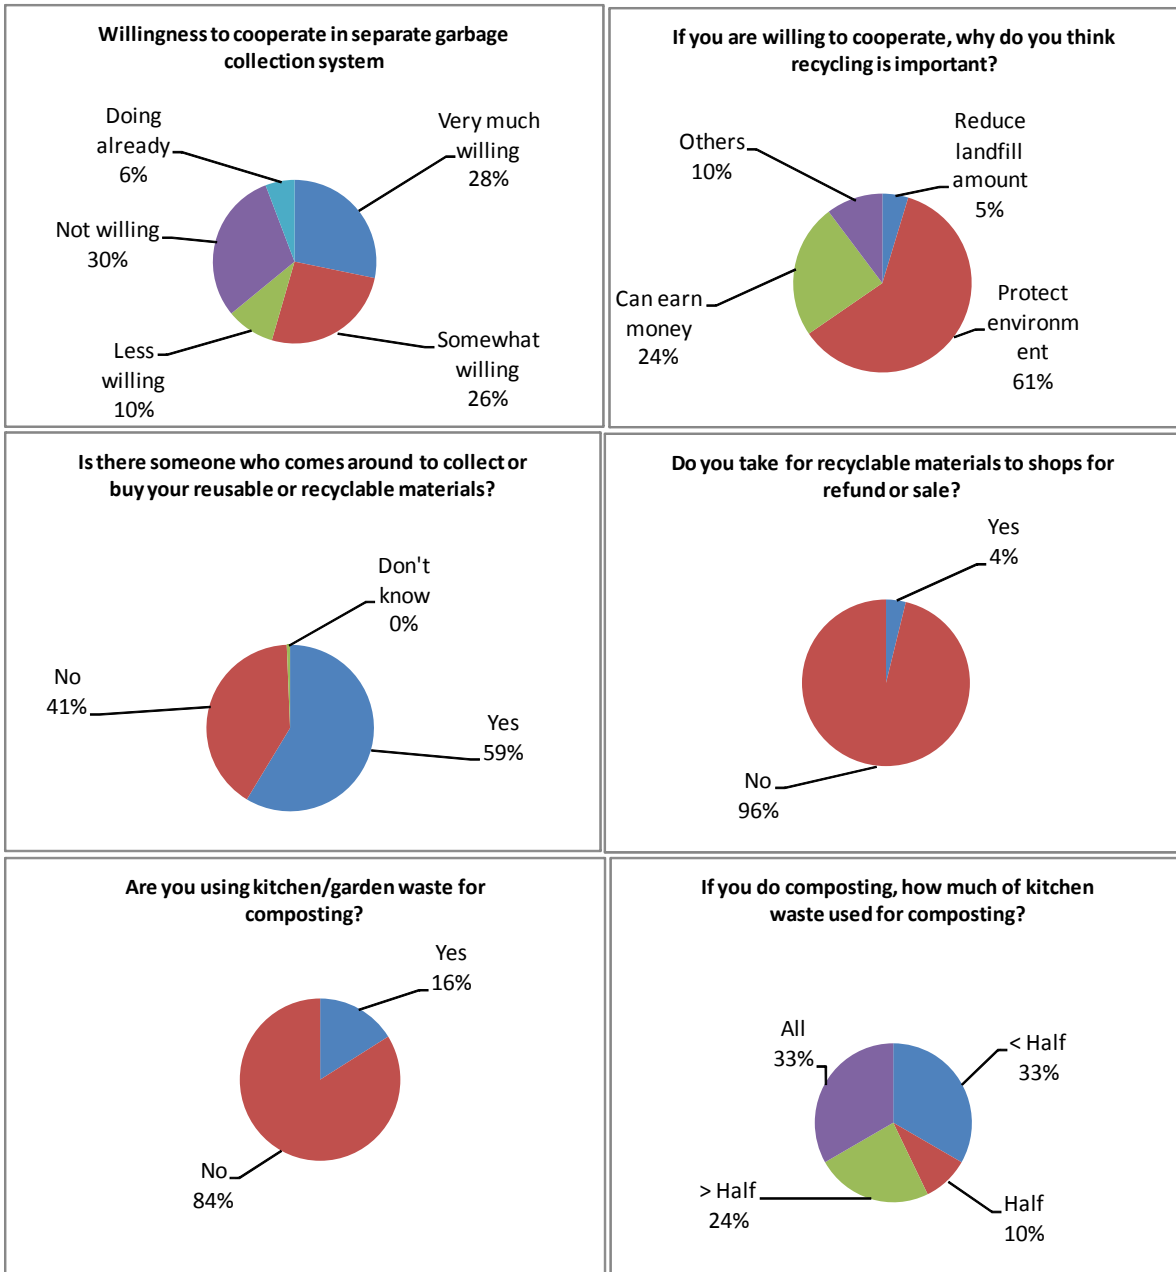 Willingness to cooperate in separate garbage
collection system
Doing
already
6%
Very much
willing
28%
Not willing
30%
Less
willing
10%
Somewhat
willing
26%
If you are willing to cooperate, why do you think
recycling is important?
Others
10%
Reduce
landfill
amount
5%
Can earn
money
24%
Protect
environm
ent
61%
Is there someone who comes around to collect or
buy your reusable or recyclable materials?
Don't
know
0%
No
41%
Yes
59%
Do you take for recyclable materials to shops for
refund or sale?
Yes
4%
No
96%
Are you using kitchen/garden waste for
composting?
Yes
16%
No
84%
If you do composting, how much of kitchen
waste used for composting?
All
33%
< Half
33%
> Half
24%
Half
10%